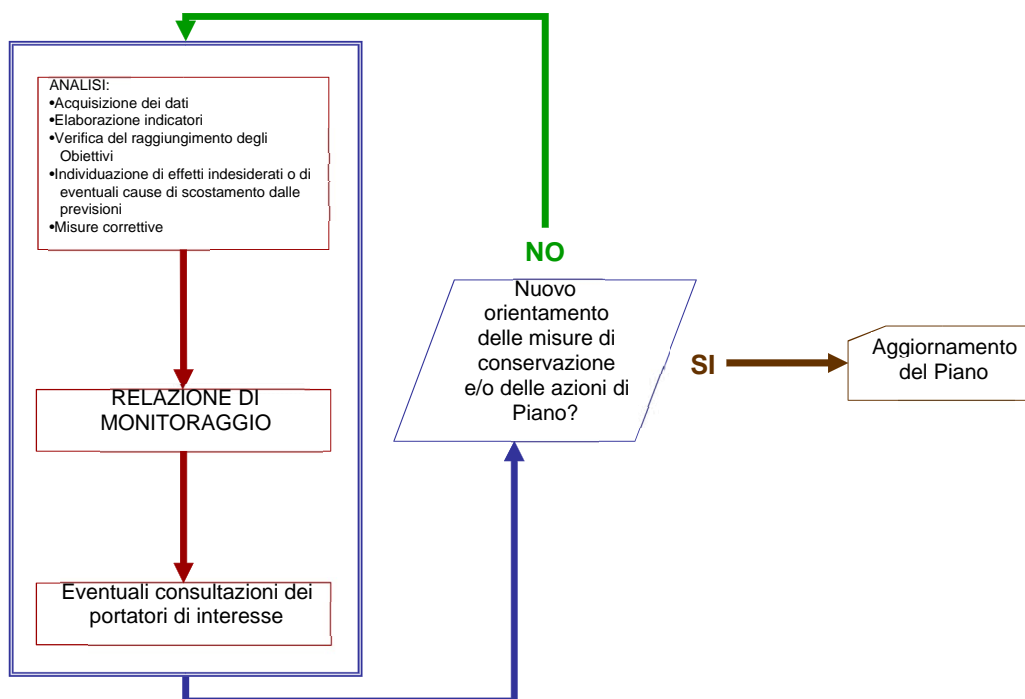 ANALISI:
•Acquisizione dei dati
•Elaborazione indicatori
•Verifica del raggiungimento degli
Obiettivi
•Individuazione di effetti indesiderati o di
eventuali cause di scostamento dalle
previsioni
•Misure correttive
RELAZIONE DI
MONITORAGGIO
Eventuali consultazioni dei
portatori di interesse
NO
Nuovo
orientamento
delle misure di
conservazione
e/o delle azioni di
Piano?
SI
Aggiornamento
del Piano